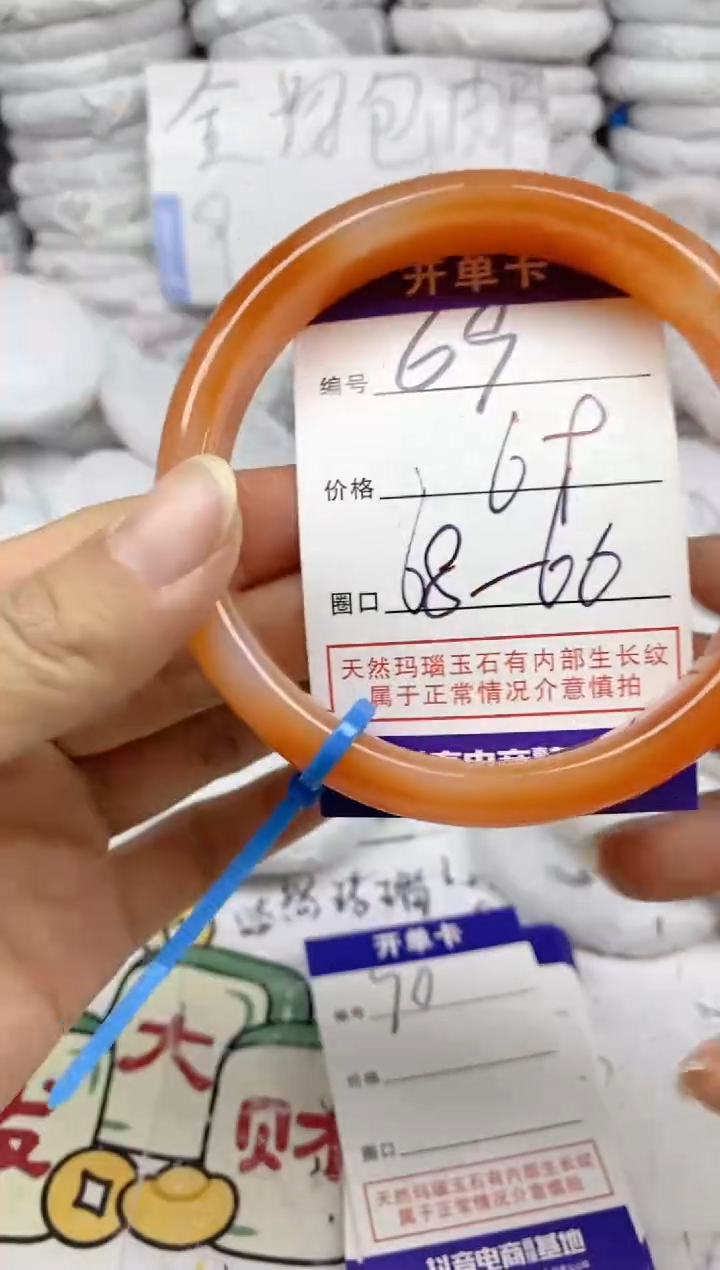 全场包邮
开单卡
编号 69
价格 69
圈口 68-66
天然玛瑙玉石有内部生长纹
属于正常情况介意慎拍
开单卡
编号 70
价格
圈口
天然玛瑙玉石有内部生长纹
属于正常情况介意慎拍
抖音电商 基地
发大财